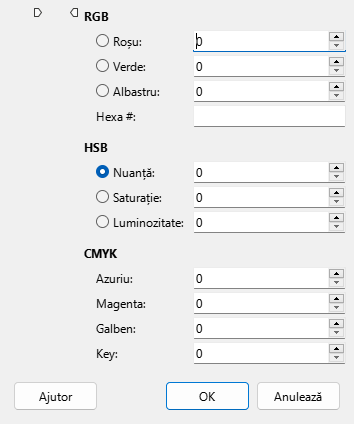 RGB
Roșu: 0
Verde: 0
Albastru: 0
Hexa #:
HSB
Nuanță: 0
Saturație: 0
Luminozitate: 0
CMYK
Azuriu: 0
Magenta: 0
Galben: 0
Key: 0
Ajutor OK Anulează